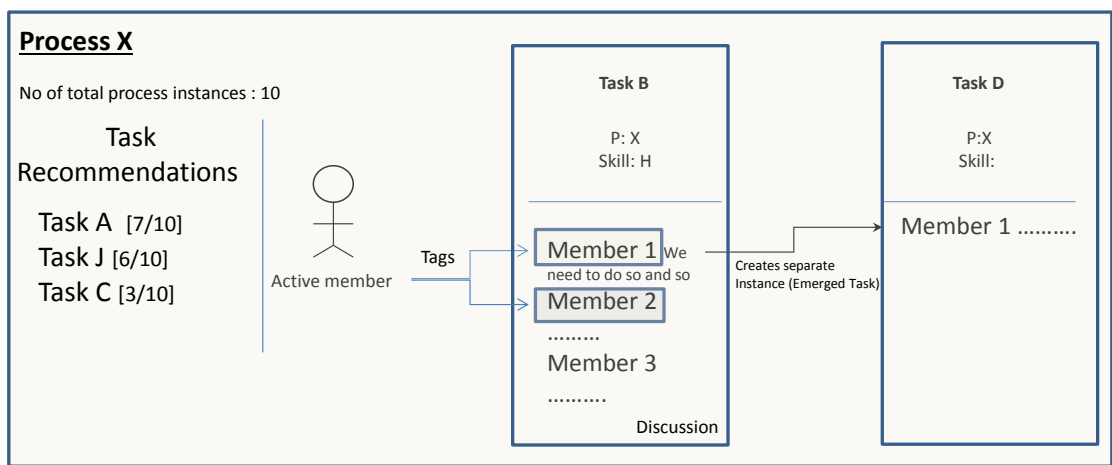 Process X
No of total process instances : 10
Task
Recommendations
Task A [7/10]
Task J [6/10]
Task C [3/10]
Active member
Tags
Task B
P: X
Skill: H
Member 1 We
need to do so and so
Member 2
………
Member 3
……….
Discussion
Creates separate
Instance (Emerged Task)
Task D
P:X
Skill:
Member 1 ……….